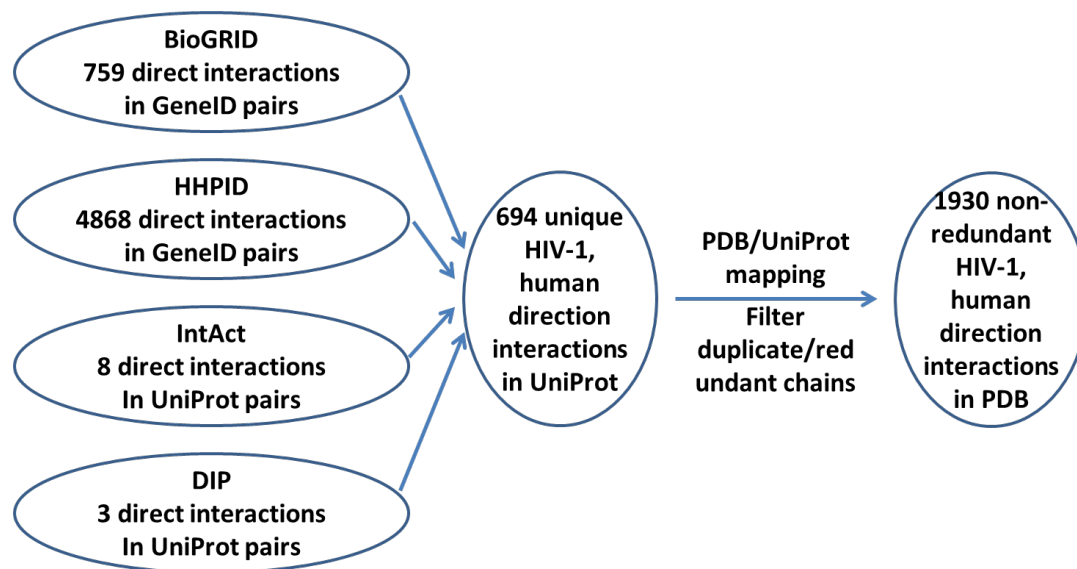 BioGRID
759 direct interactions
in GeneID pairs
HHPID
4868 direct interactions
in GeneID pairs
IntAct
8 direct interactions
In UniProt pairs
DIP
3 direct interactions
In UniProt pairs
694 unique
HIV-1,
human
direction
interactions
in UniProt
PDB/UniProt
mapping
Filter
duplicate/red
undant chains
1930 non-
redundant
HIV-1,
human
direction
interactions
in PDB